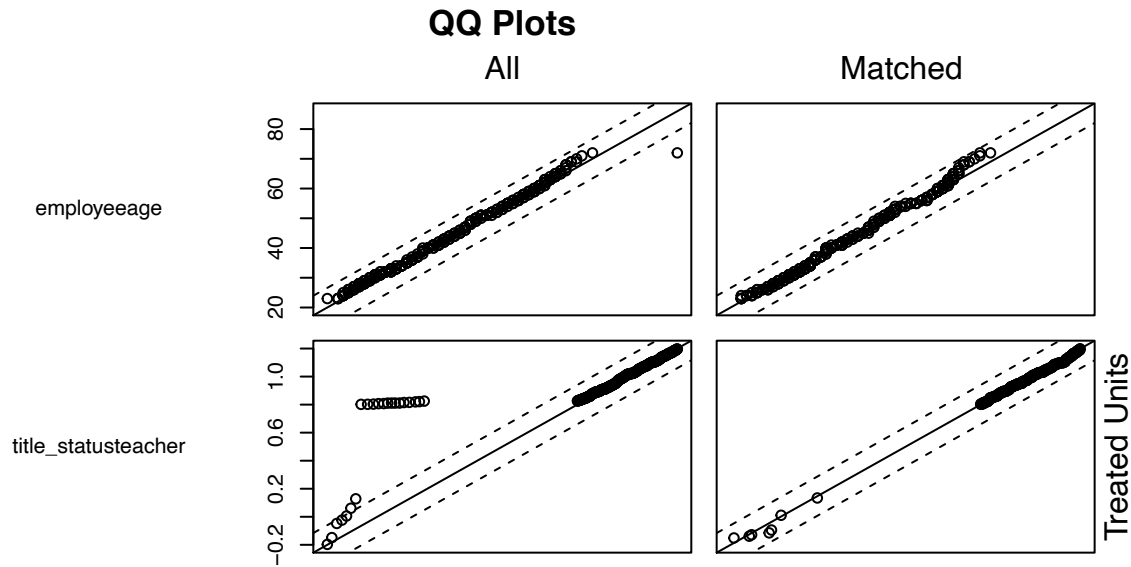 QQ Plots
All Matched
employeeage
20 40 60 80
title_statusteacher
−0.2 0.2 0.6 1.0
Treated Units